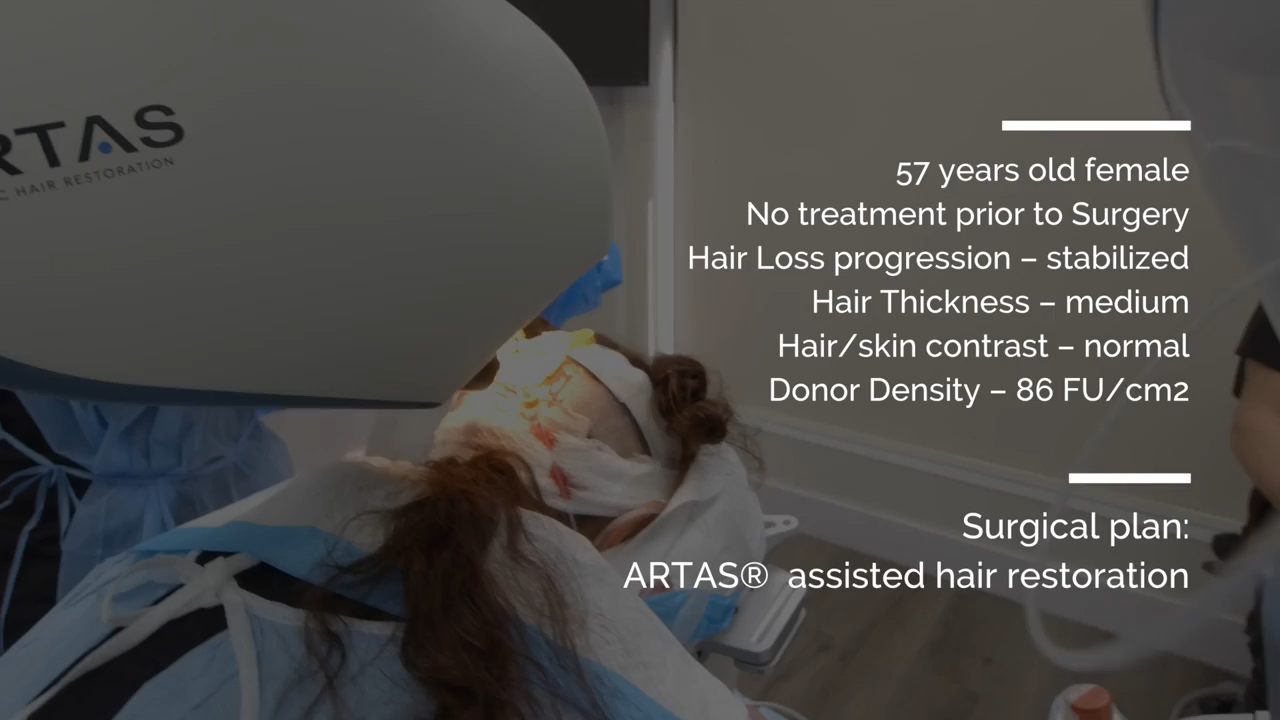 ARTAS
C HAIR RESTORATION
57 years old female
No treatment prior to Surgery
Hair Loss progression – stabilized
Hair Thickness – medium
Hair/skin contrast – normal
Donor Density – 86 FU/cm2
Surgical plan:
ARTAS®  assisted hair restoration